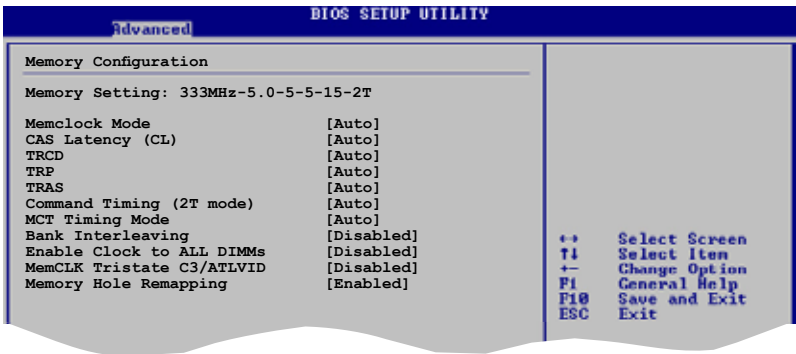 BIOS SETUP UTILITY
Advanced
Memory Configuration
Memory Setting: 333MHz-5.0-5-5-15-2T
Memclock Mode [Auto]
CAS Latency (CL) [Auto]
TRCD [Auto]
TRP [Auto]
TRAS [Auto]
Command Timing (2T mode) [Auto]
MCT Timing Mode [Auto]
Bank Interleaving [Disabled]
Enable Clock to ALL DIMMs [Disabled]
MemCLK Tristate C3/ATLVID [Disabled]
Memory Hole Remapping [Enabled]
←→ Select Screen
↑↓ Select Item
+- Change Option
F1 General Help
F10 Save and Exit
ESC Exit